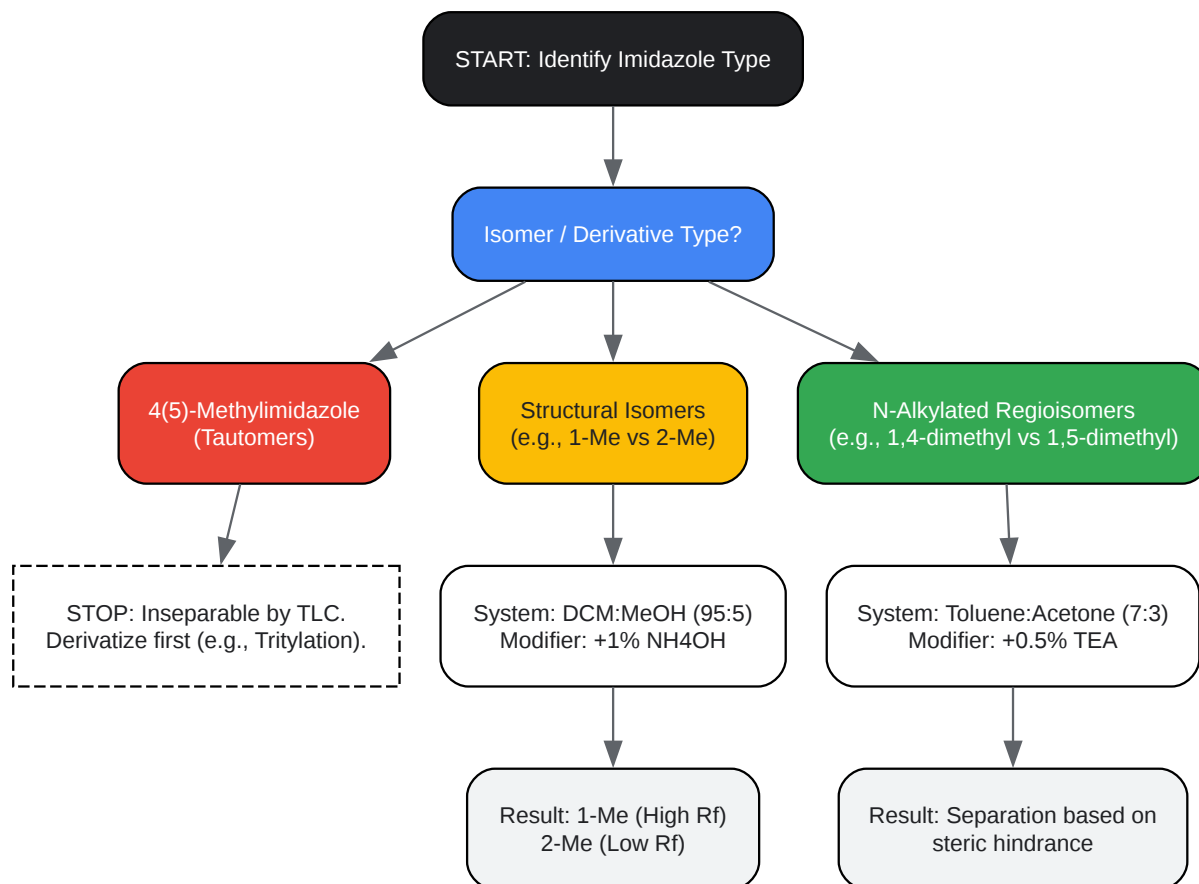 START: Identify Imidazole Type
Isomer / Derivative Type?
4(5)-Methylimidazole
(Tautomers)
Structural Isomers
(e.g., 1-Me vs 2-Me)
N-Alkylated Regioisomers
(e.g., 1,4-dimethyl vs 1,5-dimethyl)
STOP: Inseparable by TLC.
Derivatize first (e.g., Tritylation).
System: DCM:MeOH (95:5)
Modifier: +1% NH4OH
System: Toluene:Acetone (7:3)
Modifier: +0.5% TEA
Result: 1-Me (High Rf)
2-Me (Low Rf)
Result: Separation based on
steric hindrance